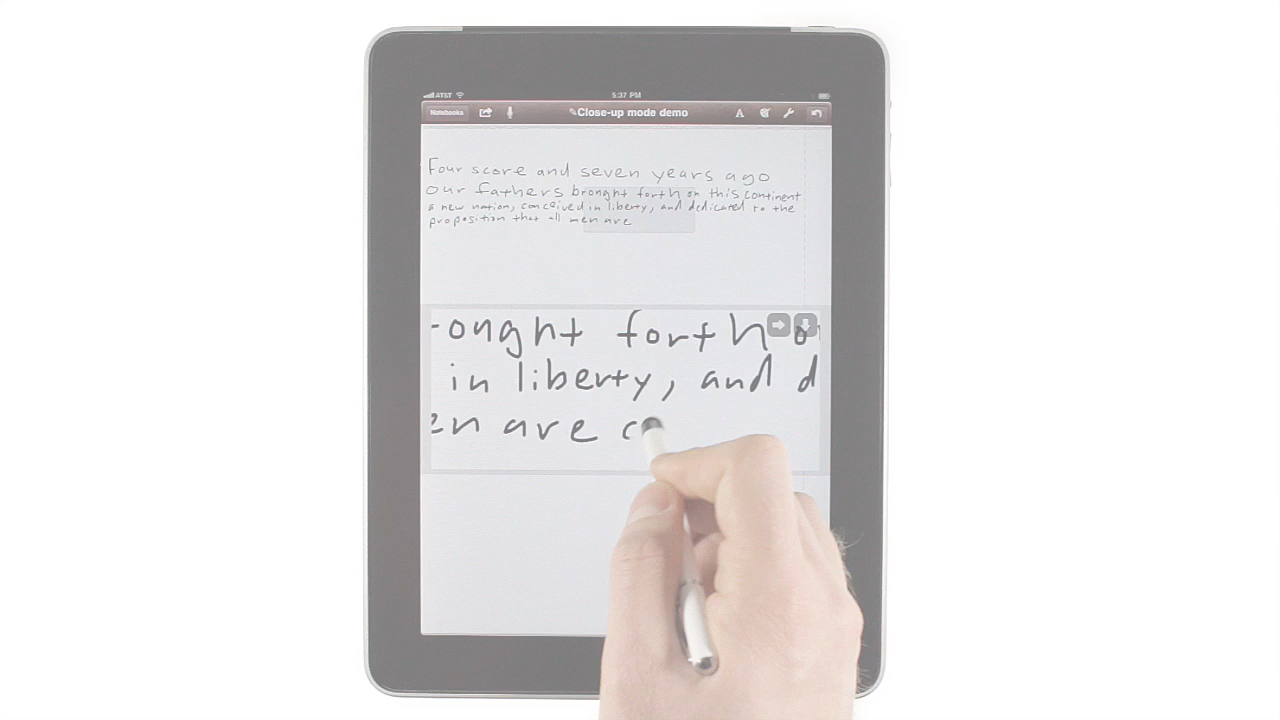 AT&T 5:37 PM
Notebooks Close-up mode demo A
Four score and seven years ago
our fathers brought forth on this continent
a new nation, conceived in liberty, and dedicated to the
proposition that all men are
ought forth o
in liberty, and d
en are c